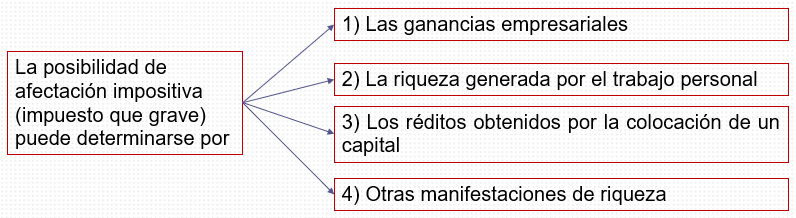 La posibilidad de
afectación impositiva
(impuesto que grave)
puede determinarse por
1) Las ganancias empresariales
2) La riqueza generada por el trabajo personal
3) Los réditos obtenidos por la colocación de un
capital
4) Otras manifestaciones de riqueza